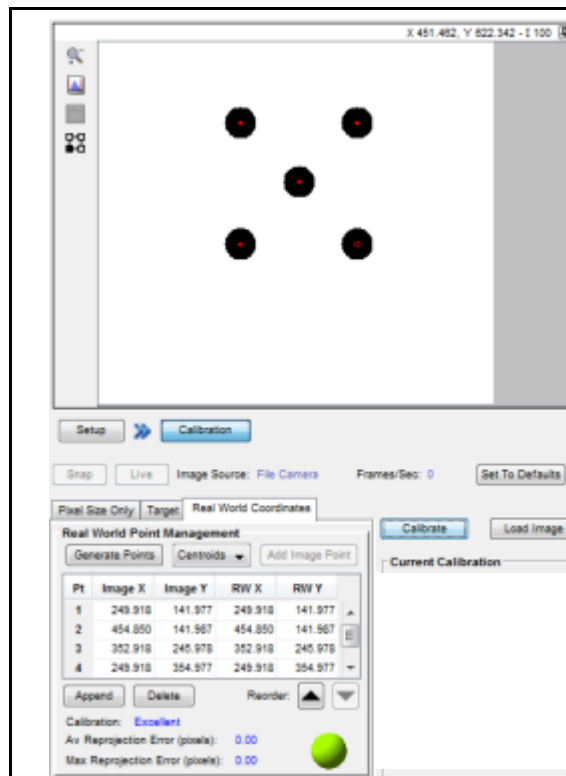 X 451.462, Y 622.342 - I 100
Setup Calibration
Snap Live Image Source: File Camera Frames/Sec: 0 Set To Defaults
Pixel Size Only Target Real World Coordinates
Real World Point Management Calibrate Load Image
Generate Points Centroids Add Image Point
Current Calibration
Pt Image X Image Y RW X RW Y
1 249.918 141.977 249.918 141.977
2 454.850 141.987 454.850 141.987
3 352.918 245.978 352.918 245.978
4 249.918 354.977 249.918 354.977
Append Delete Reorder:
Calibration: Excellent
Av Reprojection Error (pixels): 0.00
Max Reprojection Error (pixels): 0.00